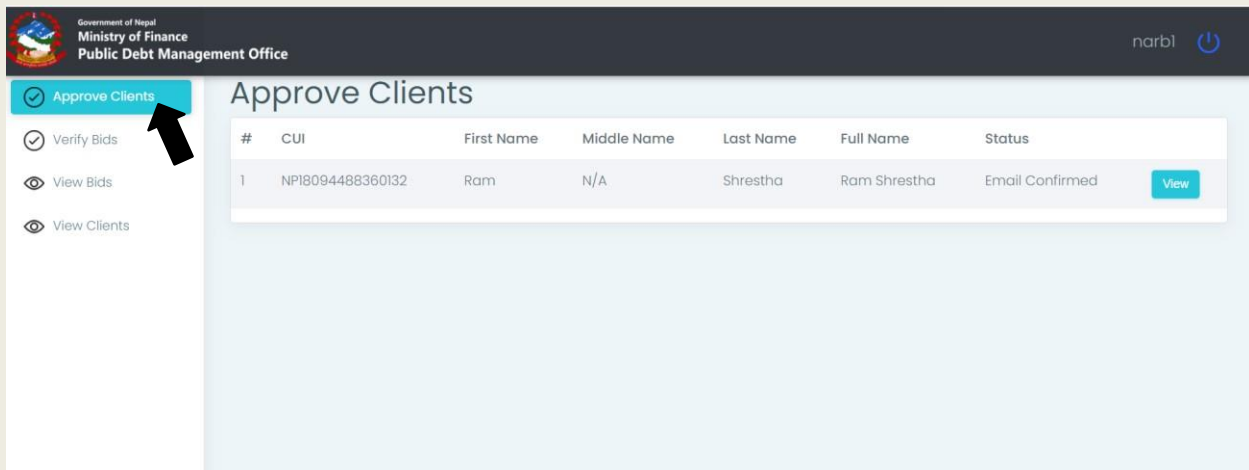 Government of Nepal
Ministry of Finance
Public Debt Management Office
narb1
Approve Clients
Verify Bids
View Bids
View Clients
Approve Clients
# CUI First Name Middle Name Last Name Full Name Status
1 NP18094488360132 Ram N/A Shrestha Ram Shrestha Email Confirmed View